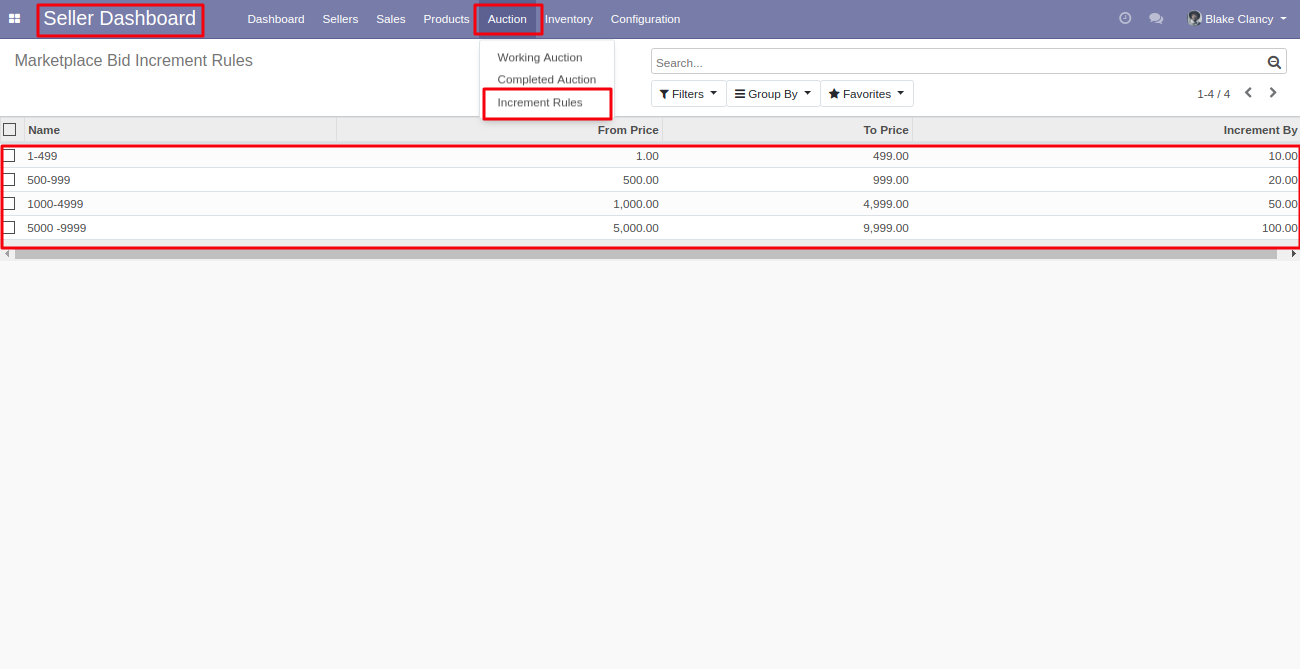 Seller Dashboard Dashboard Sellers Sales Products Auction Inventory Configuration Blake Clancy
Marketplace Bid Increment Rules
Working Auction
Completed Auction
Increment Rules
Search...
Filters Group By Favorites 1-4 / 4
Name From Price To Price Increment By
1-499 1.00 499.00 10.00
500-999 500.00 999.00 20.00
1000-4999 1,000.00 4,999.00 50.00
5000 -9999 5,000.00 9,999.00 100.00